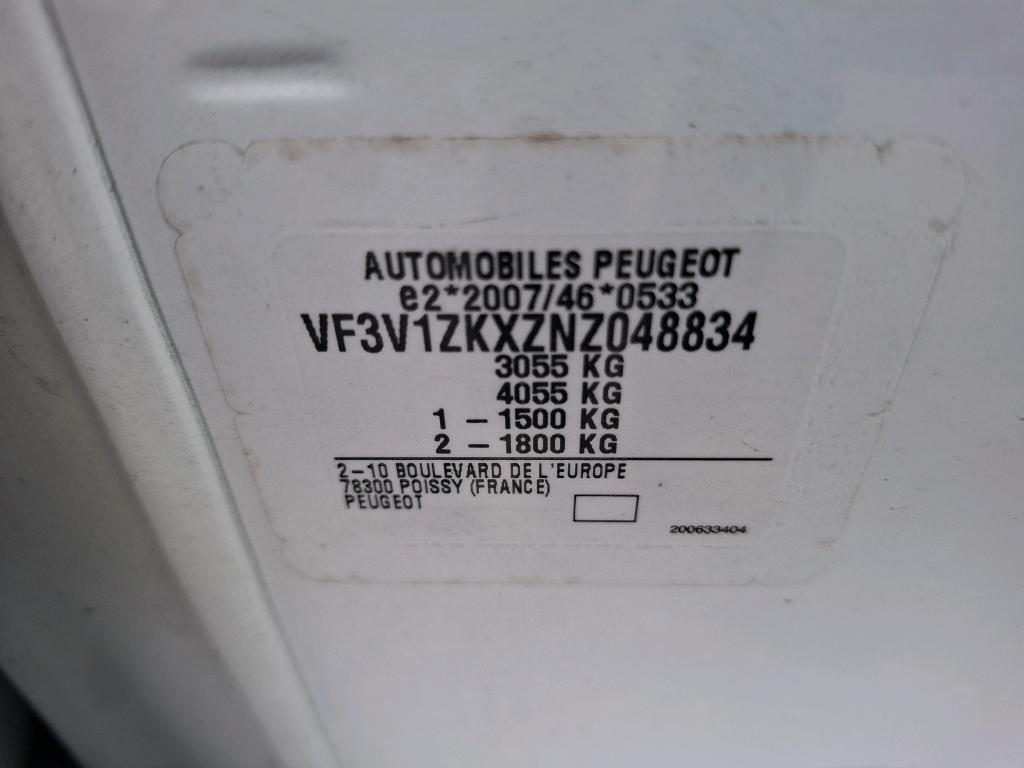 AUTOMOBILES PEUGEOT
e2*2007/46*0533
VF3V1ZKXZNZ048834
3055 KG
4055 KG
1 – 1500 KG
2 – 1800 KG
2–10 BOULEVARD DE L'EUROPE
78300 POISSY (FRANCE)
PEUGEOT
200633404